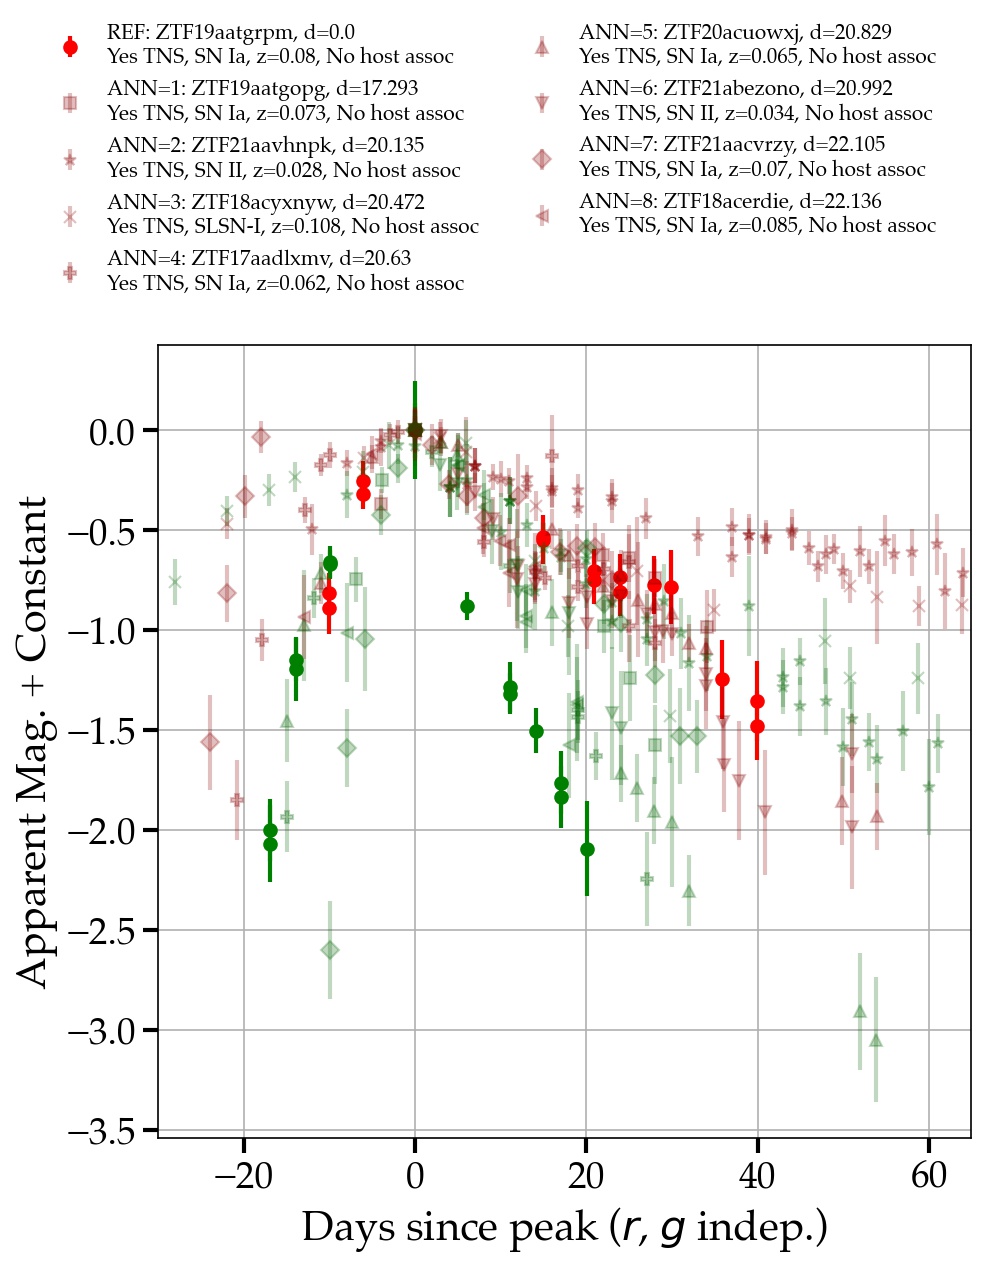 REF: ZTF19aatgrpm, d=0.0
Yes TNS, SN Ia, z=0.08, No host assoc
ANN=1: ZTF19aatgopg, d=17.293
Yes TNS, SN Ia, z=0.073, No host assoc
ANN=2: ZTF21aavhnpk, d=20.135
Yes TNS, SN II, z=0.028, No host assoc
ANN=3: ZTF18acyxnyw, d=20.472
Yes TNS, SLSN-I, z=0.108, No host assoc
ANN=4: ZTF17aadlxmv, d=20.63
Yes TNS, SN Ia, z=0.062, No host assoc
ANN=5: ZTF20acuowxj, d=20.829
Yes TNS, SN Ia, z=0.065, No host assoc
ANN=6: ZTF21abezono, d=20.992
Yes TNS, SN II, z=0.034, No host assoc
ANN=7: ZTF21aacvrzy, d=22.105
Yes TNS, SN Ia, z=0.07, No host assoc
ANN=8: ZTF18acerdie, d=22.136
Yes TNS, SN Ia, z=0.085, No host assoc
Apparent Mag. + Constant
0.0
−0.5
−1.0
−1.5
−2.0
−2.5
−3.0
−3.5
−20
0
20
40
60
Days since peak (r, g indep.)